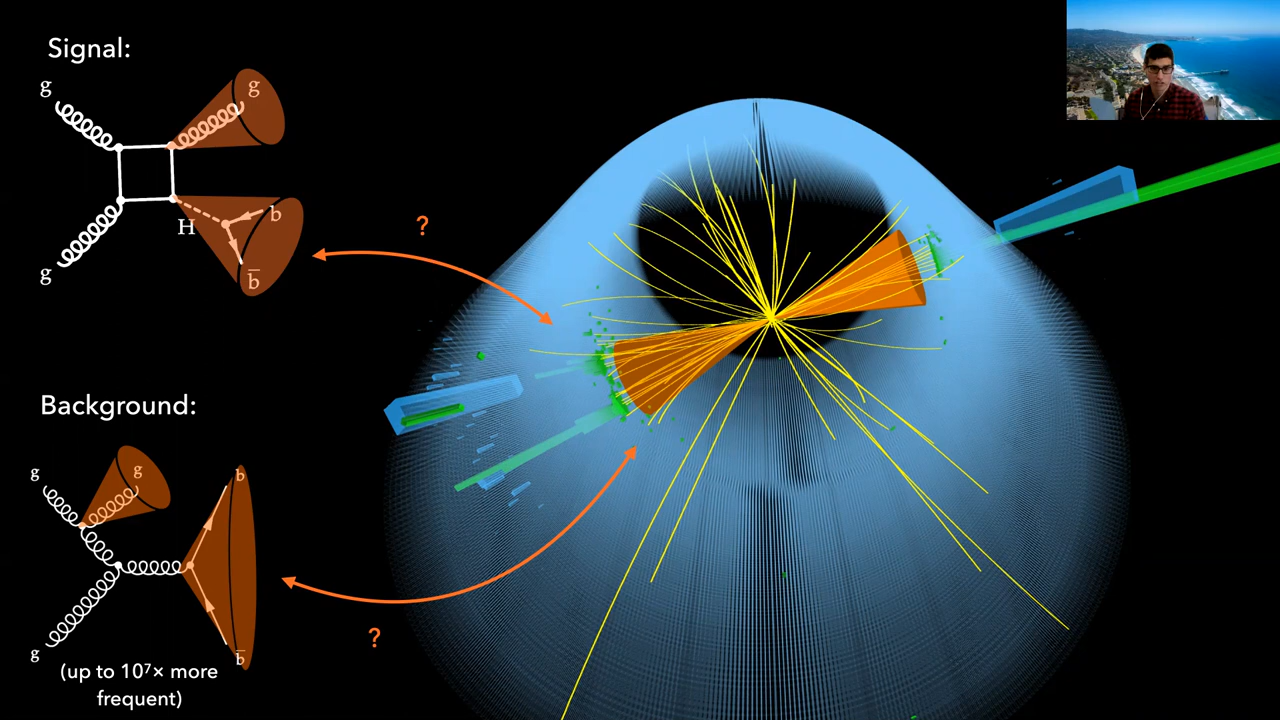 Signal:
g
g
H
b
b̅
g
?
Background:
g
g
b
b̅
g
?
(up to 10⁷× more
frequent)